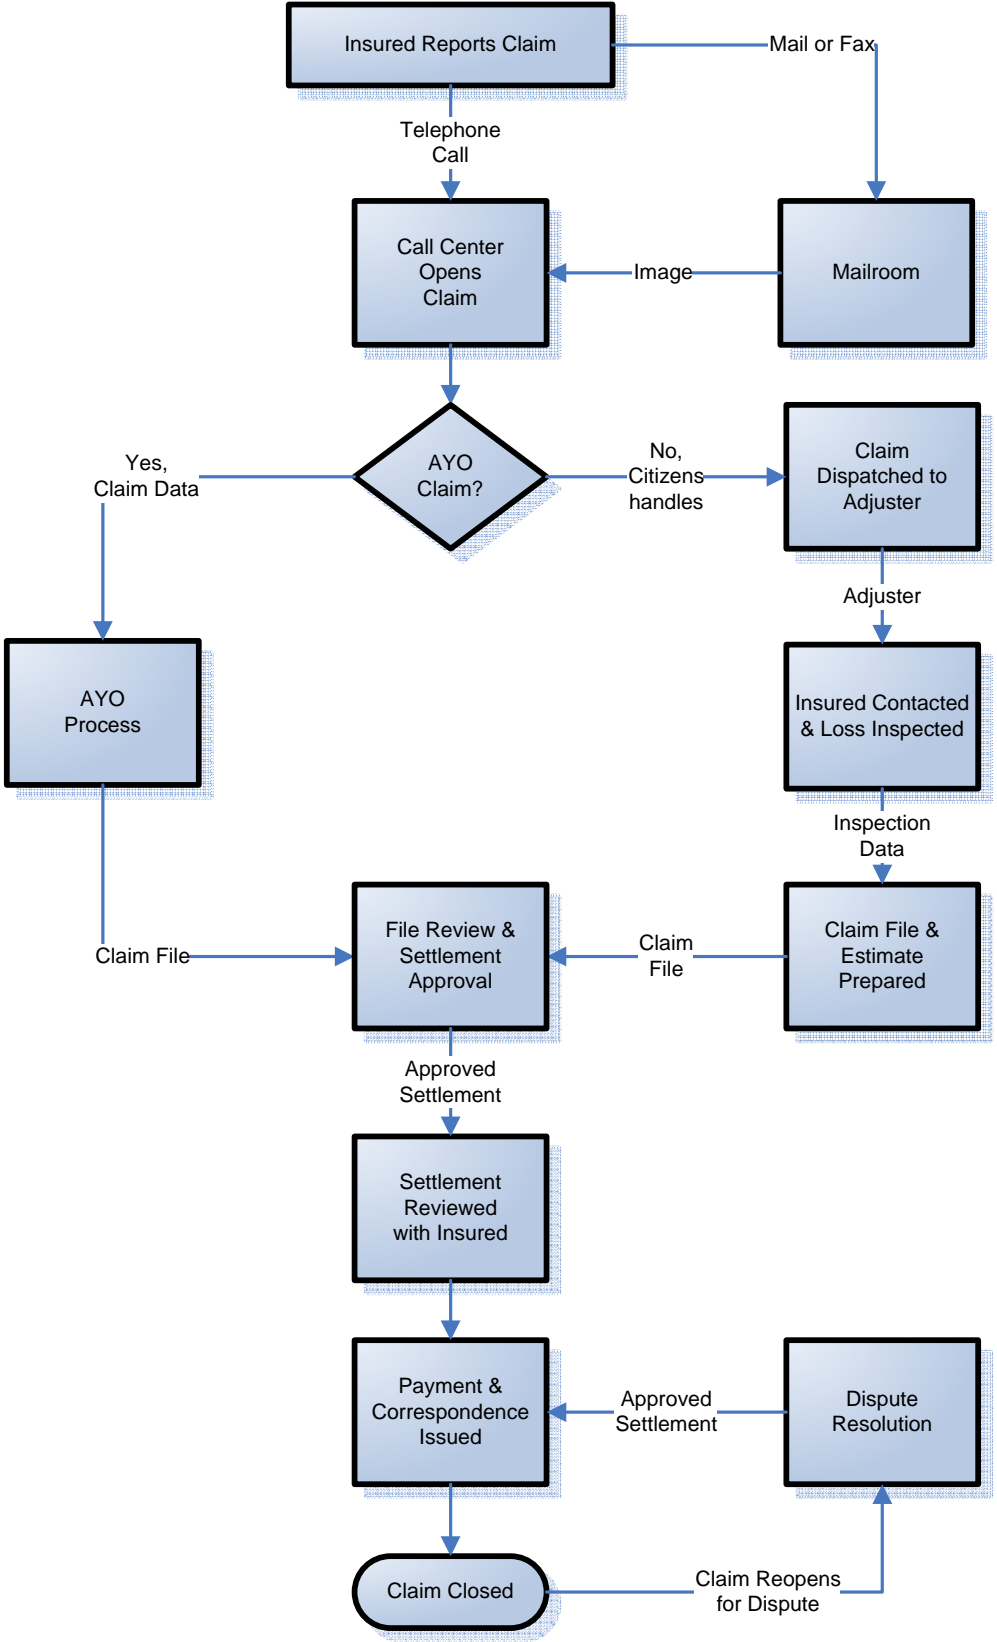 Insured Reports Claim
Mail or Fax
Telephone
Call
Call Center
Opens
Claim
Image
Mailroom
Yes,
Claim Data
AYO
Claim?
No,
Citizens
handles
Claim
Dispatched to
Adjuster
Adjuster
AYO
Process
Insured Contacted
& Loss Inspected
Inspection
Data
Claim File
File Review &
Settlement
Approval
Claim
File
Claim File &
Estimate
Prepared
Approved
Settlement
Settlement
Reviewed
with Insured
Payment &
Correspondence
Issued
Approved
Settlement
Dispute
Resolution
Claim Closed
Claim Reopens
for Dispute